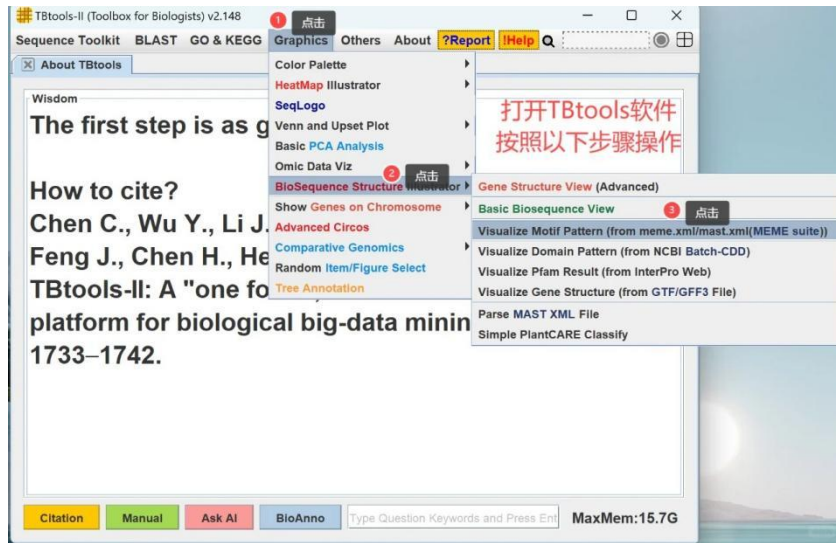 TBtools-II (Toolbox for Biologists) v2.148
1 点击
Sequence Toolkit BLAST GO & KEGG Graphics Others About ?Report !Help
About TBtools
Color Palette
HeatMap Illustrator
SeqLogo
Venn and Upset Plot
Basic PCA Analysis
Omic Data Viz
2 点击
BioSequence Structure Illustrator
Show Genes on Chromosome
Advanced Circos
Comparative Genomics
Random Item/Figure Select
Tree Annotation
打开TBtools软件
按照以下步骤操作
Gene Structure View (Advanced)
Basic Biosequence View
3 点击
Visualize Motif Pattern (from meme.xml/mast.xml(MEME suite))
Visualize Domain Pattern (from NCBI Batch-CDD)
Visualize Pfam Result (from InterPro Web)
Visualize Gene Structure (from GTF/GFF3 File)
Parse MAST XML File
Simple PlantCARE Classify
Wisdom
The first step is as g
How to cite?
Chen C., Wu Y., Li J.
Feng J., Chen H., He
TBtools-II: A "one fo
platform for biological big-data minin
1733–1742.
Citation Manual Ask AI BioAnno Type Question Keywords and Press Ent MaxMem:15.7G